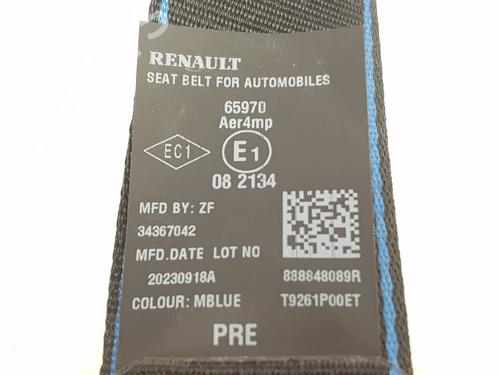 RENAULT
SEAT BELT FOR AUTOMOBILES
65970
Aer4mp
EC1
E1
08 2134
MFD BY: ZF
34367042
MFD.DATE LOT NO
20230918A
888848089R
COLOUR: MBLUE
T9261P00ET
PRE